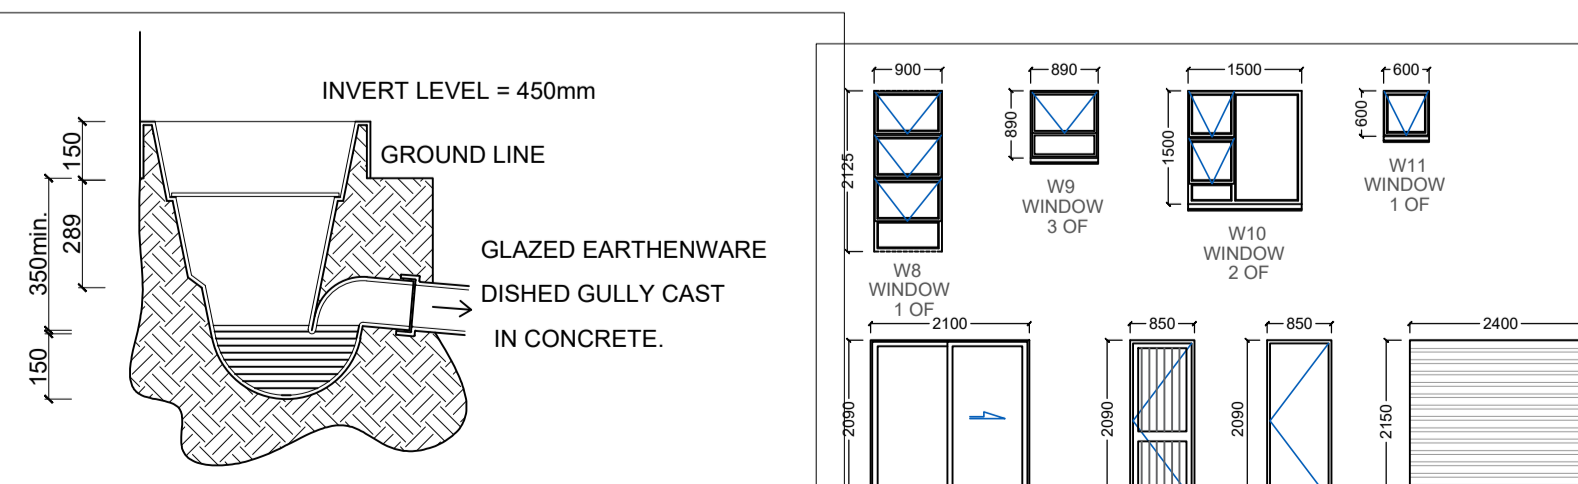 INVERT LEVEL = 450mm
150
GROUND LINE
350min.
289
GLAZED EARTHENWARE
DISHED GULLY CAST
IN CONCRETE.
150
900
2125
W8
WINDOW
1 OF
890
890
W9
WINDOW
3 OF
1500
1500
W10
WINDOW
2 OF
600
600
W11
WINDOW
1 OF
2100
2090
850
2090
850
2090
2400
2150